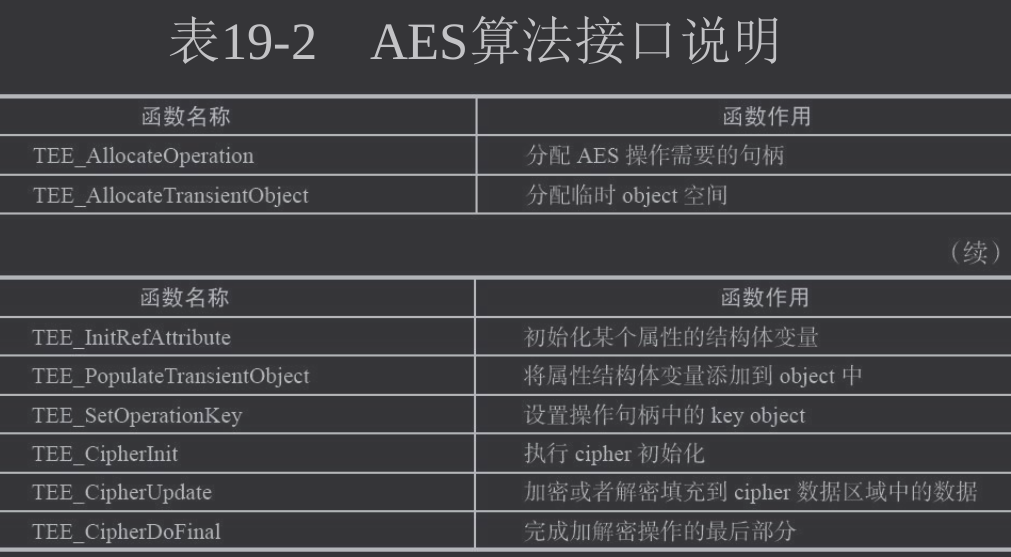 表19-2 AES算法接口说明
函数名称 函数作用
TEE_AllocateOperation 分配 AES 操作需要的句柄
TEE_AllocateTransientObject 分配临时 object 空间
（续）
函数名称 函数作用
TEE_InitRefAttribute 初始化某个属性的结构体变量
TEE_PopulateTransientObject 将属性结构体变量添加到 object 中
TEE_SetOperationKey 设置操作句柄中的 key object
TEE_CipherInit 执行 cipher 初始化
TEE_CipherUpdate 加密或者解密填充到 cipher 数据区域中的数据
TEE_CipherDoFinal 完成加解密操作的最后部分